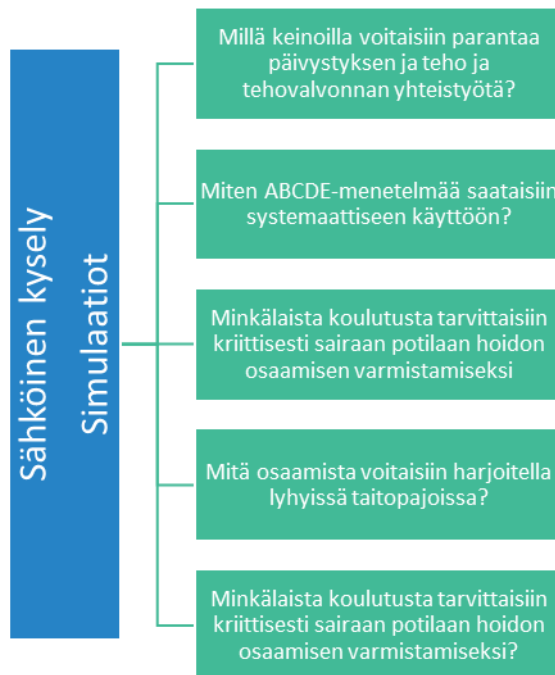 Sähköinen kysely
Simulaatiot
Millä keinoilla voitaisiin parantaa
päivystyksen ja teho ja
tehovalvonnan yhteistyötä?
Miten ABCDE-menetelmää saataisiin
systemaattiseen käyttöön?
Minkälaista koulutusta tarvittaisiin
kriittisesti sairaan potilaan hoidon
osaamisen varmistamiseksi
Mitä osaamista voitaisiin harjoitella
lyhyissä taitopajoissa?
Minkälaista koulutusta tarvittaisiin
kriittisesti sairaan potilaan hoidon
osaamisen varmistamiseksi?